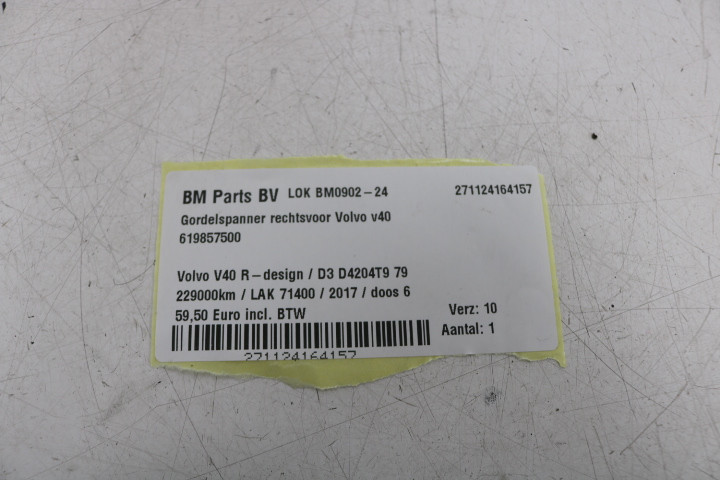 BM Parts BV LOK BM0902-24 271124164157
Gordelspanner rechtsvoor Volvo v40
619857500
Volvo V40 R-design / D3 D4204T9 79
229000km / LAK 71400 / 2017 / doos 6
59,50 Euro incl. BTW Verz: 10
Aantal: 1
271124164157